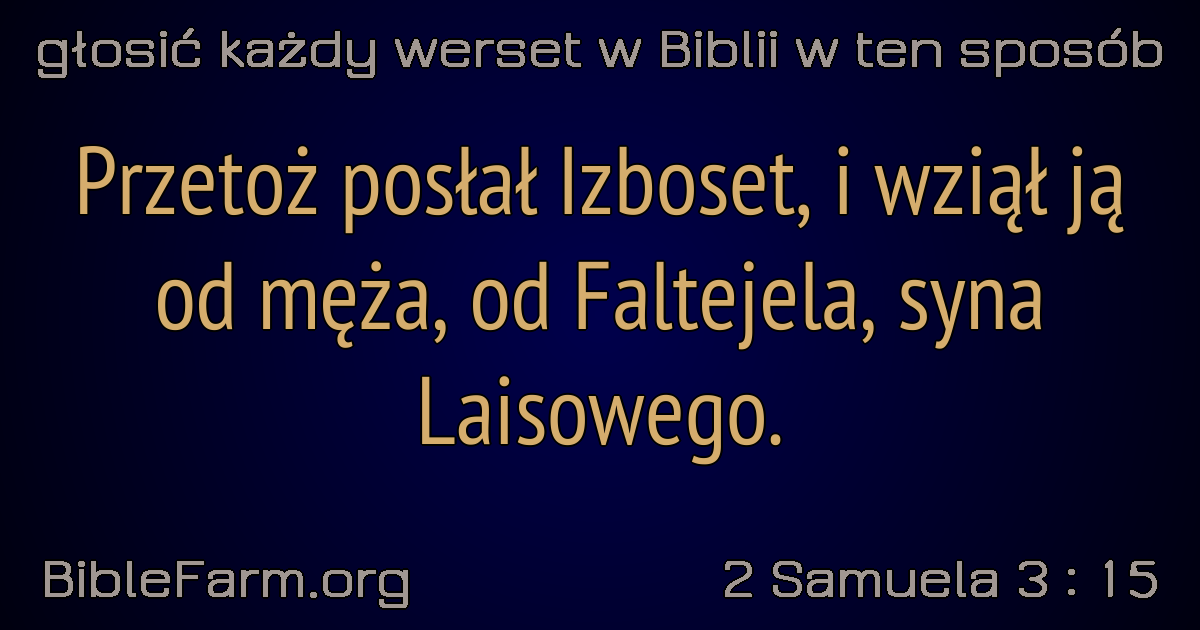 głosić każdy werset w Biblii w ten sposób
Przetoż posłał Izboset, i wziął ją
od męża, od Faltejela, syna
Laisowego.
BibleFarm.org
2 Samuela 3 : 15